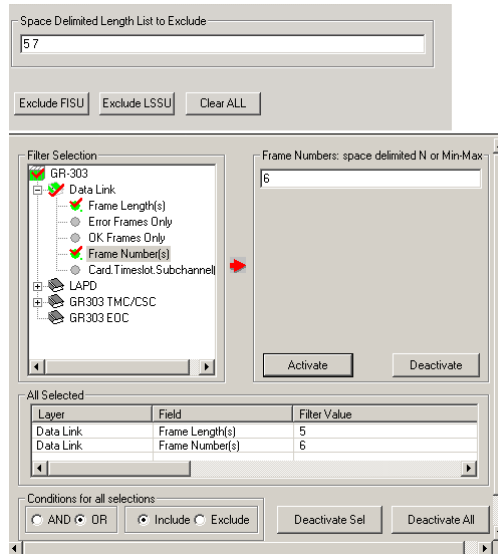 Space Delimited Length List to Exclude
5 7
Exclude FISU Exclude LSSU Clear ALL
Filter Selection
GR-303
Data Link
Frame Length(s)
Error Frames Only
OK Frames Only
Frame Number(s)
Card.Timeslot.Subchannel(
LAPD
GR303 TMC/CSC
GR303 EOC
Frame Numbers: space delimited N or Min-Max
6
Activate Deactivate
All Selected
Layer Field Filter Value
Data Link Frame Length(s) 5
Data Link Frame Number(s) 6
Conditions for all selections
AND OR Include Exclude Deactivate Sel Deactivate All